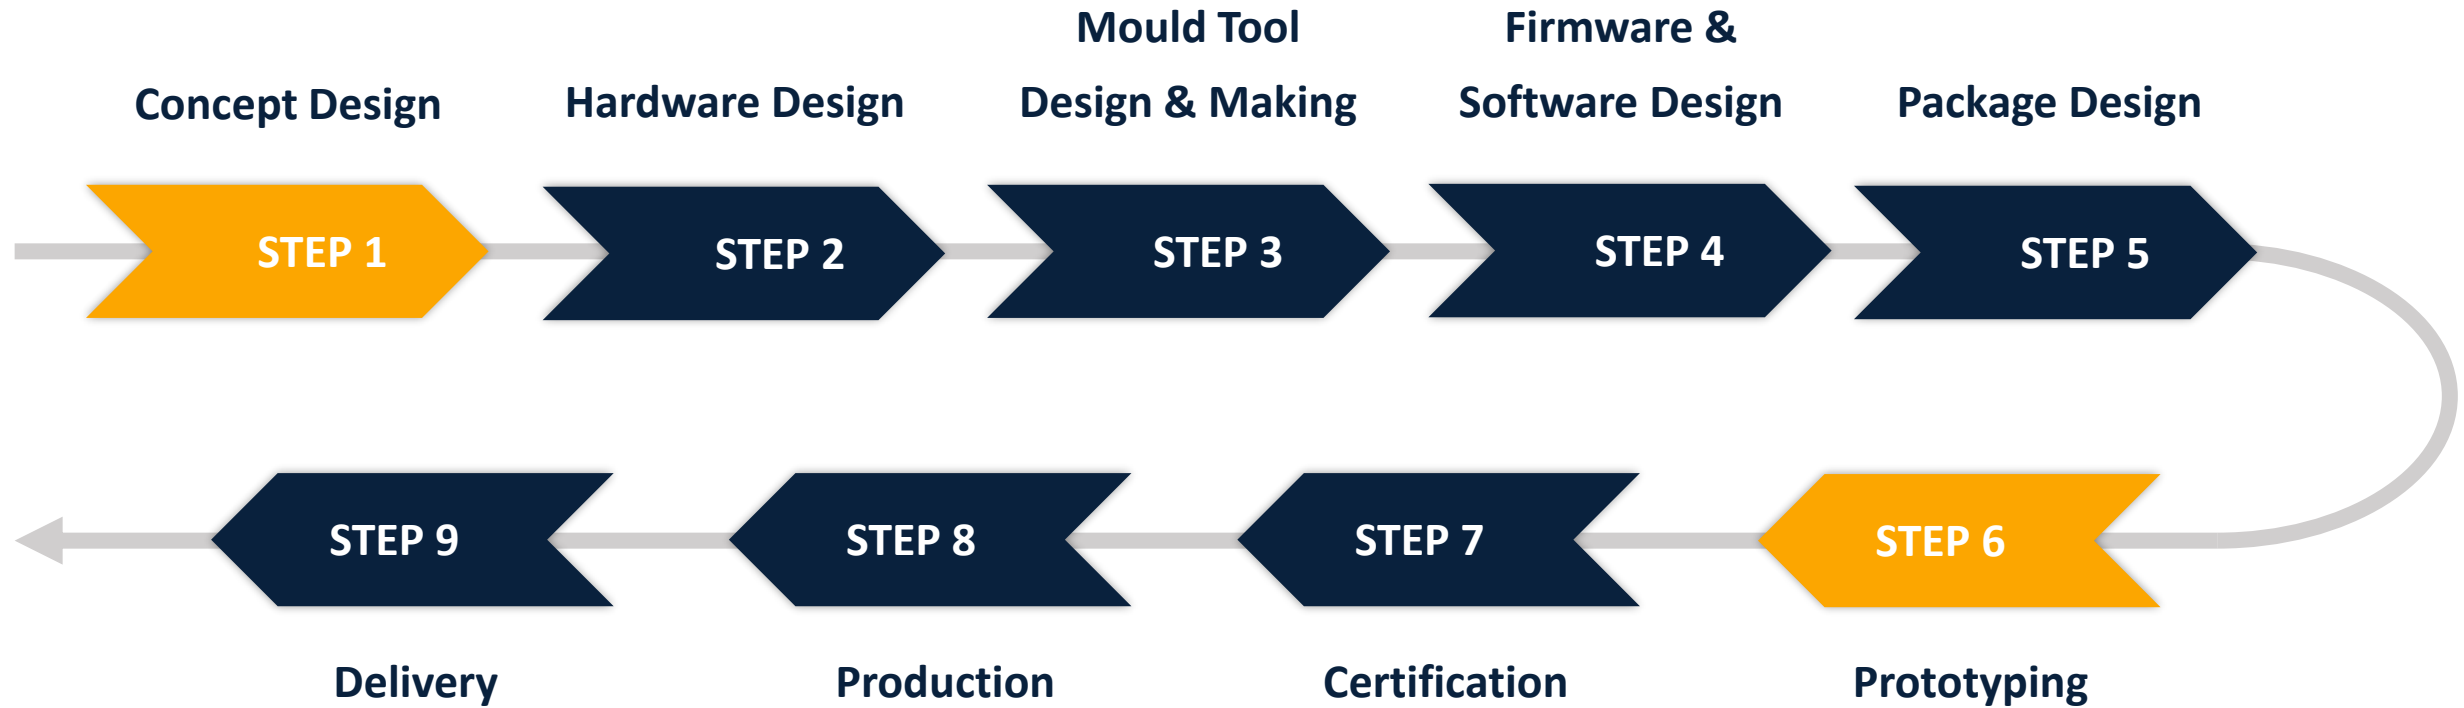 Concept Design
Hardware Design
Mould Tool
Design & Making
Firmware &
Software Design
Package Design
STEP 1
STEP 2
STEP 3
STEP 4
STEP 5
STEP 6
STEP 7
STEP 8
STEP 9
Prototyping
Certification
Production
Delivery